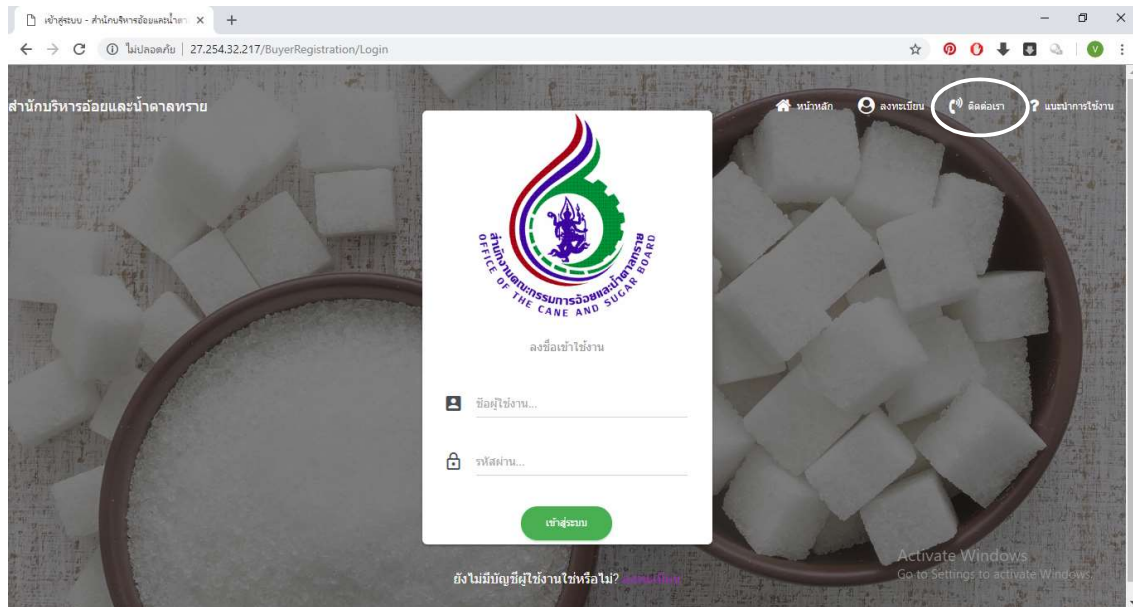 เข้าสู่ระบบ - สำนักบริหารอ้อยและน้ำตา
ไม่ปลอดภัย | 27.254.32.217/BuyerRegistration/Login
V
สำนักบริหารอ้อยและน้ำตาลทราย
หน้าหลัก ลงทะเบียน ติดต่อเรา ? แนะนำการใช้งาน
สำนักงานคณะกรรมการอ้อยและน้ำตาลทราย
OFFICE OF THE CANE AND SUGAR BOARD
ลงชื่อเข้าใช้งาน
ชื่อผู้ใช้งาน...
รหัสผ่าน...
เข้าสู่ระบบ
ยังไม่มีบัญชีผู้ใช้งานใช่หรือไม่? ลงทะเบียน
Activate Windows
Go to Settings to activate Windows.